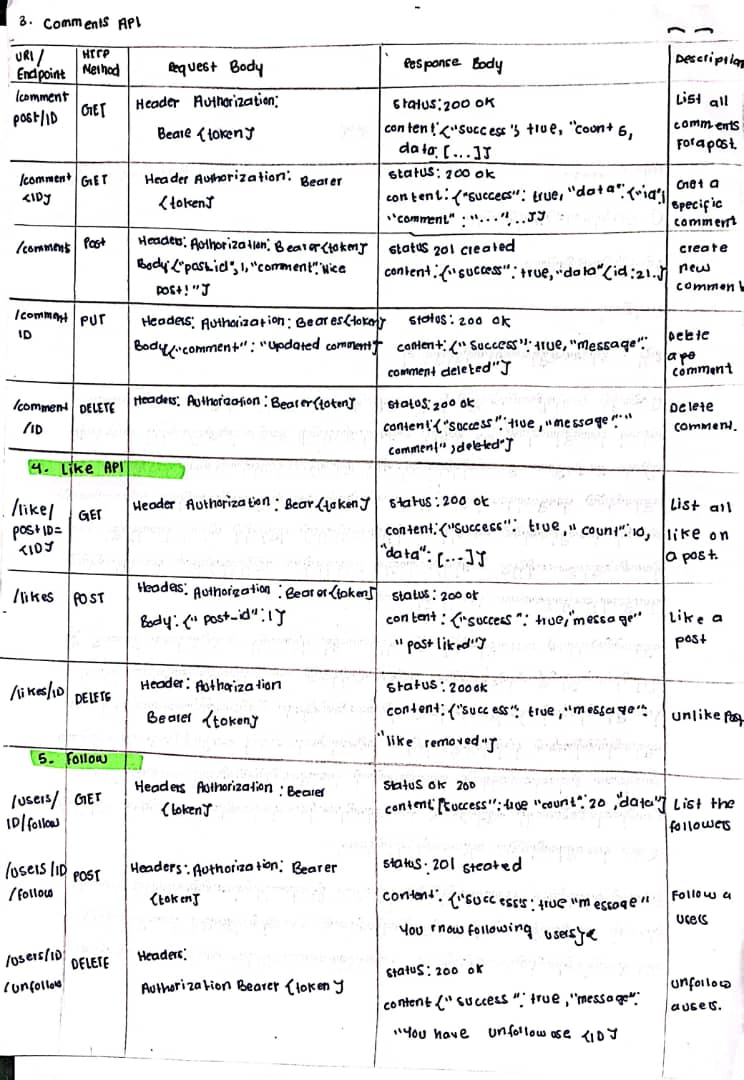 3. Comments API
URI / Endpoint | HTTP Method | Request Body | Response Body | Description
/comment post/ID | GET | Header Authorization: Beare {token} | status: 200 ok content: {"success"} true, "count 6, data: [...]} | List all comments for a post.
/comment {ID} | GET | Header Authorization: Bearer {token} | status: 200 ok content: {"success": true, "data": {"id"} "comment": "..."...}} | Get a specific comment
/comment | Post | Headers: Authorization: Bearer {token} Body {"post_id", 1, "comment": "Nice post!"} | status 201 created content: {"success": true, "data" {id: 21.} | create new comment
/comment ID | PUT | Headers: Authorization: Beares {token} Body {"comment": "Updated comment} | status: 200 ok content: {"success": true, "message": comment deleted"} | Delete a po comment
/comment /ID | DELETE | Headers: Authorization: Bearer {token} | status: 200 ok content: {"success": true, "message": "" comment" ; deleted"} | Delete comment.
4. Like API
/like/ post ID= {ID} | GET | Header Authorization: Bear {token} | status: 200 ok content: {"success": true, "count": 10, "data": [...]} | List all like on a post.
/likes | POST | Headers: Authorization: Bearer {token} Body: {"post_id": 1} | status: 200 ok content: {"success": true, "message" "post liked"} | Like a post
/likes/ID | DELETE | Header: Authorization Bearer {token} | status: 200 ok content: {"success": true, "message": "like removed"} | unlike Post
5. Follow
/users/ ID/follow | GET | Headers Authorization: Bearer {token} | status ok 200 content: ["success": true "count": 20, "data"} | List the followers
/users/ID /follow | POST | Headers: Authorization: Bearer {token} | status. 201 created content: {"success: true "message" You now following users} | Follow a users
/users/ID /unfollow | DELETE | Headers: Authorization Bearer {token} | status: 200 ok content {"success": true, "message": "You have unfollow use {ID} | unfollow a users.